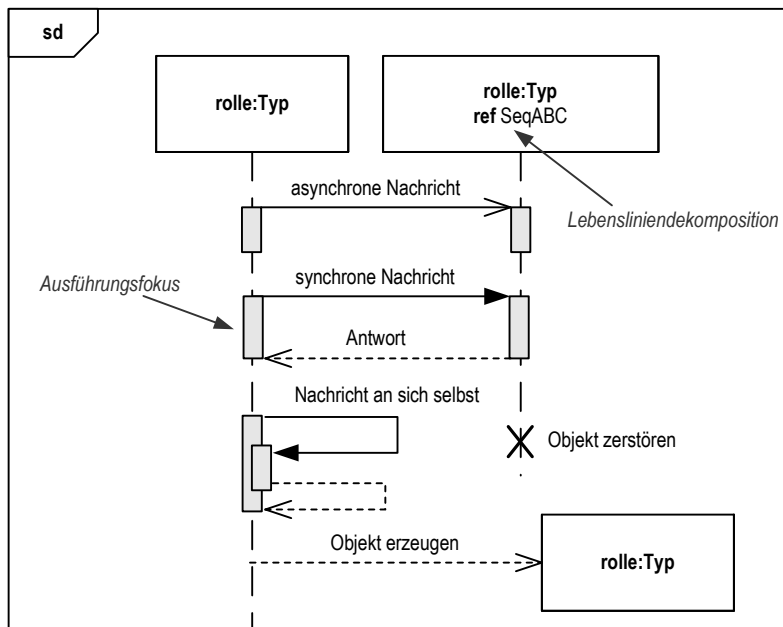 sd
rolle:Typ
rolle:Typ
ref SeqABC
asynchrone Nachricht
Lebensliniendekomposition
Ausführungsfokus
synchrone Nachricht
Antwort
Nachricht an sich selbst
Objekt zerstören
Objekt erzeugen
rolle:Typ